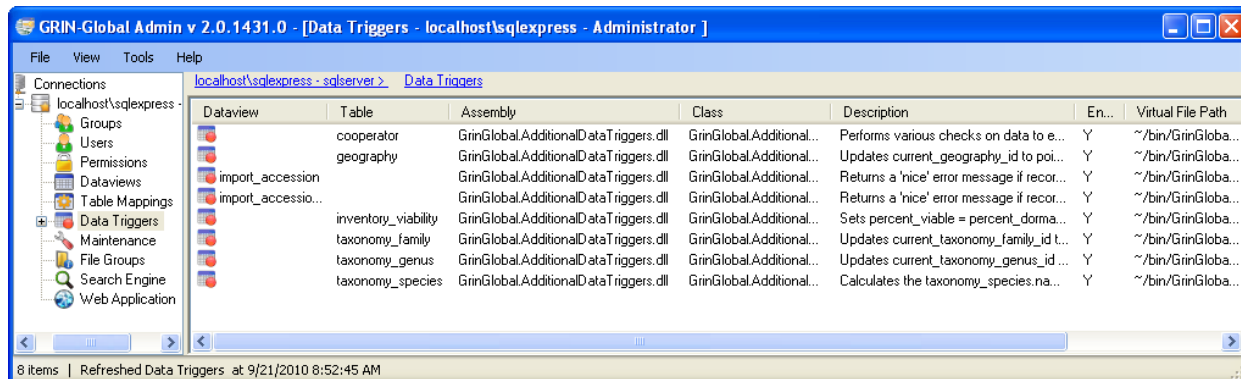 GRIN-Global Admin v 2.0.1431.0 - [Data Triggers - localhost\sqlexpress - Administrator ]
File View Tools Help
Connections
localhost\sqlexpress -
Groups
Users
Permissions
Dataviews
Table Mappings
Data Triggers
Maintenance
File Groups
Search Engine
Web Application
localhost\sqlexpress - sqlserver > Data Triggers
Dataview Table Assembly Class Description En... Virtual File Path
cooperator GrinGlobal.AdditionalDataTriggers.dll GrinGlobal.Additional... Performs various checks on data to e... Y ~/bin/GrinGloba...
geography GrinGlobal.AdditionalDataTriggers.dll GrinGlobal.Additional... Updates current_geography_id to poi... Y ~/bin/GrinGloba...
import_accession GrinGlobal.AdditionalDataTriggers.dll GrinGlobal.Additional... Returns a 'nice' error message if recor... Y ~/bin/GrinGloba...
import_accessio... GrinGlobal.AdditionalDataTriggers.dll GrinGlobal.Additional... Returns a 'nice' error message if recor... Y ~/bin/GrinGloba...
inventory_viability GrinGlobal.AdditionalDataTriggers.dll GrinGlobal.Additional... Sets percent_viable = percent_dorma... Y ~/bin/GrinGloba...
taxonomy_family GrinGlobal.AdditionalDataTriggers.dll GrinGlobal.Additional... Updates current_taxonomy_family_id t... Y ~/bin/GrinGloba...
taxonomy_genus GrinGlobal.AdditionalDataTriggers.dll GrinGlobal.Additional... Updates current_taxonomy_genus_id ... Y ~/bin/GrinGloba...
taxonomy_species GrinGlobal.AdditionalDataTriggers.dll GrinGlobal.Additional... Calculates the taxonomy_species.na... Y ~/bin/GrinGloba...
8 items | Refreshed Data Triggers at 9/21/2010 8:52:45 AM